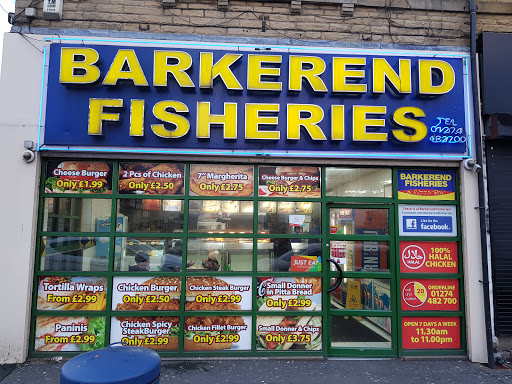 BARKEREND
FISHERIES
TEL
01274
482700
Cheese Burger
Only £1.99
2 Pcs of Chicken
Only £2.50
7" Margherita
Only £2.75
Cheese Burger & Chips
Only £2.75
BARKEREND
FISHERIES
Like Us On
facebook.
JUST EAT
HALAL
100%
HALAL
CHICKEN
Tortilla Wraps
From £2.99
Chicken Burger
Only £2.50
Chicken Steak Burger
Only £2.99
Small Donner
in Pitta Bread
Only £2.99
ORDERLINE
01274
482 700
Paninis
From £2.99
Chicken Spicy
SteakBurger
Only £2.99
Chicken Fillet Burger
Only £2.99
Small Donner & Chips
Only £3.75
OPEN 7 DAYS A WEEK
11.30am
to 11.00pm